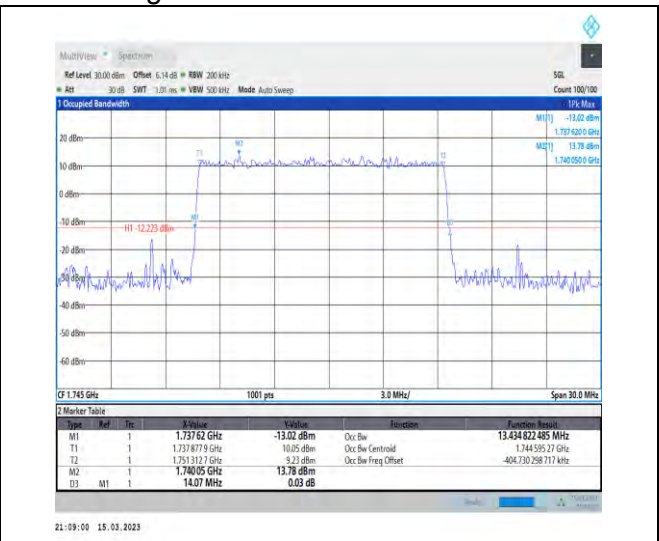 MultiView Spectrum
Ref Level 30.00 dBm Offset 6.14 dB RBW 200 kHz SGL
Att 30 dB SWT 1.01 ms VBW 500 kHz Mode Auto Sweep Count 100/100
1 Occupied Bandwidth 1Pk Max
M1[1] -13.02 dBm
1.737 620 0 GHz
M2[1] 13.78 dBm
1.740 050 0 GHz
20 dBm
10 dBm
0 dBm
-10 dBm
H1 -12.223 dBm
-20 dBm
-30 dBm
-40 dBm
-50 dBm
-60 dBm
T1
M2
T2
M1
CF 1.745 GHz 1001 pts 3.0 MHz/ Span 30.0 MHz
2 Marker Table
Type Ref Trc X-Value Y-Value Function Function Result
M1 1 1.737 62 GHz -13.02 dBm Occ Bw 13.434 822 485 MHz
T1 1 1.737 877 9 GHz 10.05 dBm Occ Bw Centroid 1.744 595 27 GHz
T2 1 1.751 312 7 GHz 9.23 dBm Occ Bw Freq Offset -404.730 298 717 kHz
M2 1 1.740 05 GHz 13.78 dBm
D3 M1 1 14.07 MHz 0.03 dB
21:09:00 15.03.2023